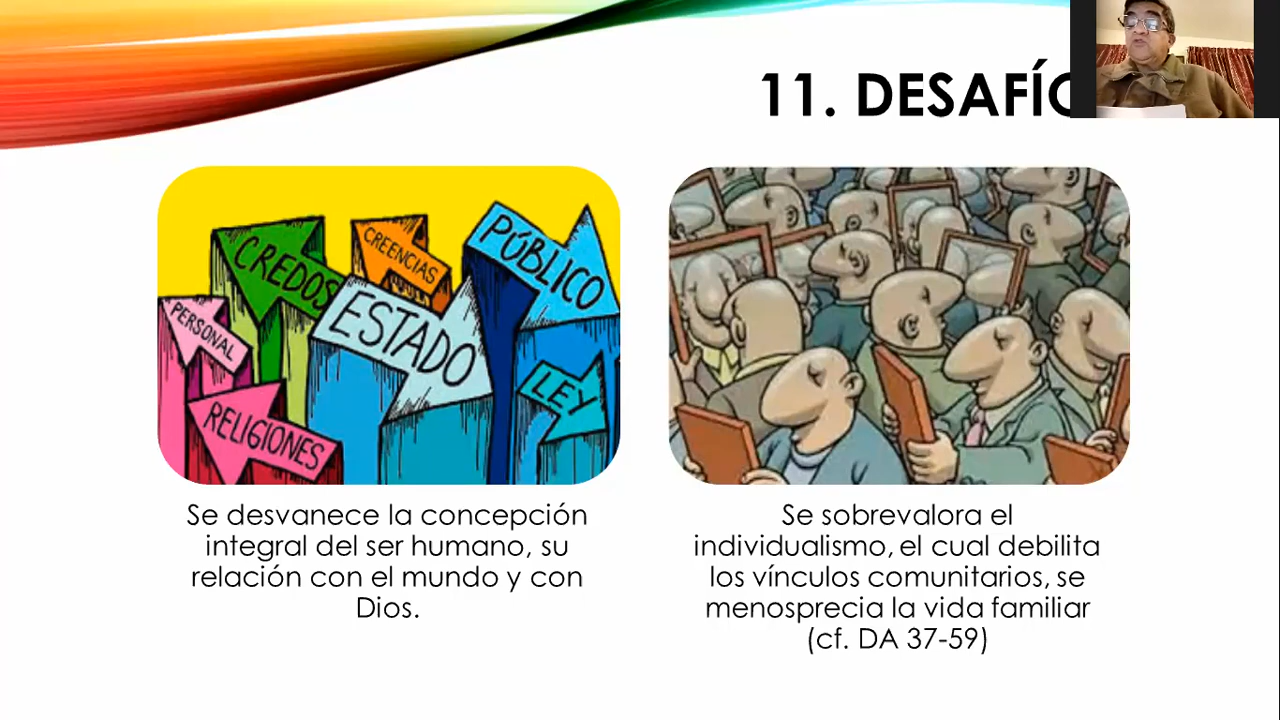 11. DESAFÍO
CREDOS
CREENCIAS
PÚBLICO
PERSONAL
ESTADO
LEY
RELIGIONES
Se desvanece la concepción
integral del ser humano, su
relación con el mundo y con
Dios.
Se sobrevalora el
individualismo, el cual debilita
los vínculos comunitarios, se
menosprecia la vida familiar
(cf. DA 37-59)